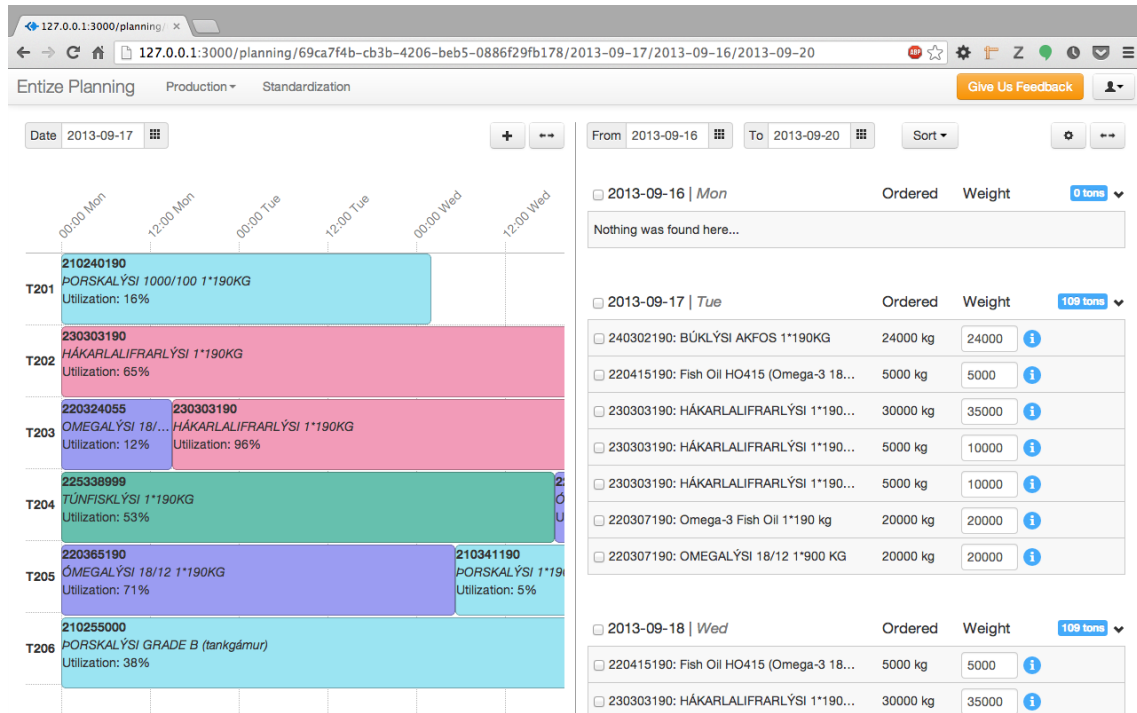 127.0.0.1:3000/planning/
127.0.0.1:3000/planning/69ca7f4b-cb3b-4206-beb5-0886f29fb178/2013-09-17/2013-09-16/2013-09-20
ABP
Z
Entize Planning
Production
Standardization
Give Us Feedback
Date 2013-09-17
00:00 Mon
12:00 Mon
00:00 Tue
12:00 Tue
00:00 Wed
12:00 Wed
T201
210240190
ÞORSKALÝSI 1000/100 1*190KG
Utilization: 16%
T202
230303190
HÁKARLALIFRARLÝSI 1*190KG
Utilization: 65%
T203
220324055
OMEGALÝSI 18/...
Utilization: 12%
230303190
HÁKARLALIFRARLÝSI 1*190KG
Utilization: 96%
T204
225338999
TÚNFISKLÝSI 1*190KG
Utilization: 53%
22
Ó
U
T205
220365190
ÓMEGALÝSI 18/12 1*190KG
Utilization: 71%
210341190
ÞORSKALÝSI 1*190
Utilization: 5%
T206
210255000
ÞORSKALÝSI GRADE B (tankgámur)
Utilization: 38%
From 2013-09-16 To 2013-09-20 Sort
2013-09-16 | Mon Ordered Weight 0 tons
Nothing was found here...
2013-09-17 | Tue Ordered Weight 109 tons
240302190: BÚKLÝSI AKFOS 1*190KG 24000 kg 24000
220415190: Fish Oil HO415 (Omega-3 18... 5000 kg 5000
230303190: HÁKARLALIFRARLÝSI 1*190... 30000 kg 35000
230303190: HÁKARLALIFRARLÝSI 1*190... 5000 kg 10000
230303190: HÁKARLALIFRARLÝSI 1*190... 5000 kg 10000
220307190: Omega-3 Fish Oil 1*190 kg 20000 kg 20000
220307190: OMEGALÝSI 18/12 1*900 KG 20000 kg 20000
2013-09-18 | Wed Ordered Weight 109 tons
220415190: Fish Oil HO415 (Omega-3 18... 5000 kg 5000
230303190: HÁKARLALIFRARLÝSI 1*190... 30000 kg 35000